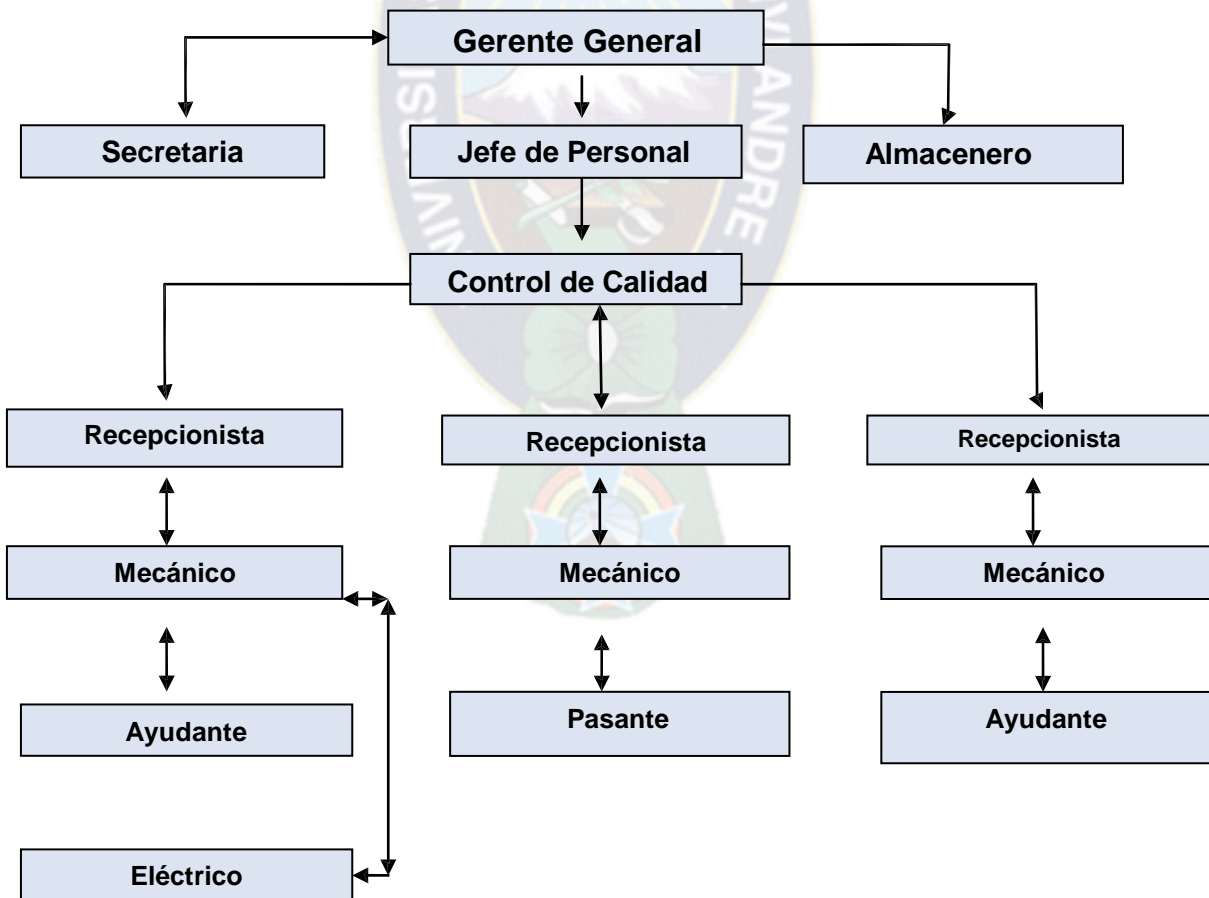 Gerente General
Secretaria
Jefe de Personal
Almacenero
Control de Calidad
Recepcionista
Recepcionista
Recepcionista
Mecánico
Mecánico
Mecánico
Ayudante
Pasante
Ayudante
Eléctrico